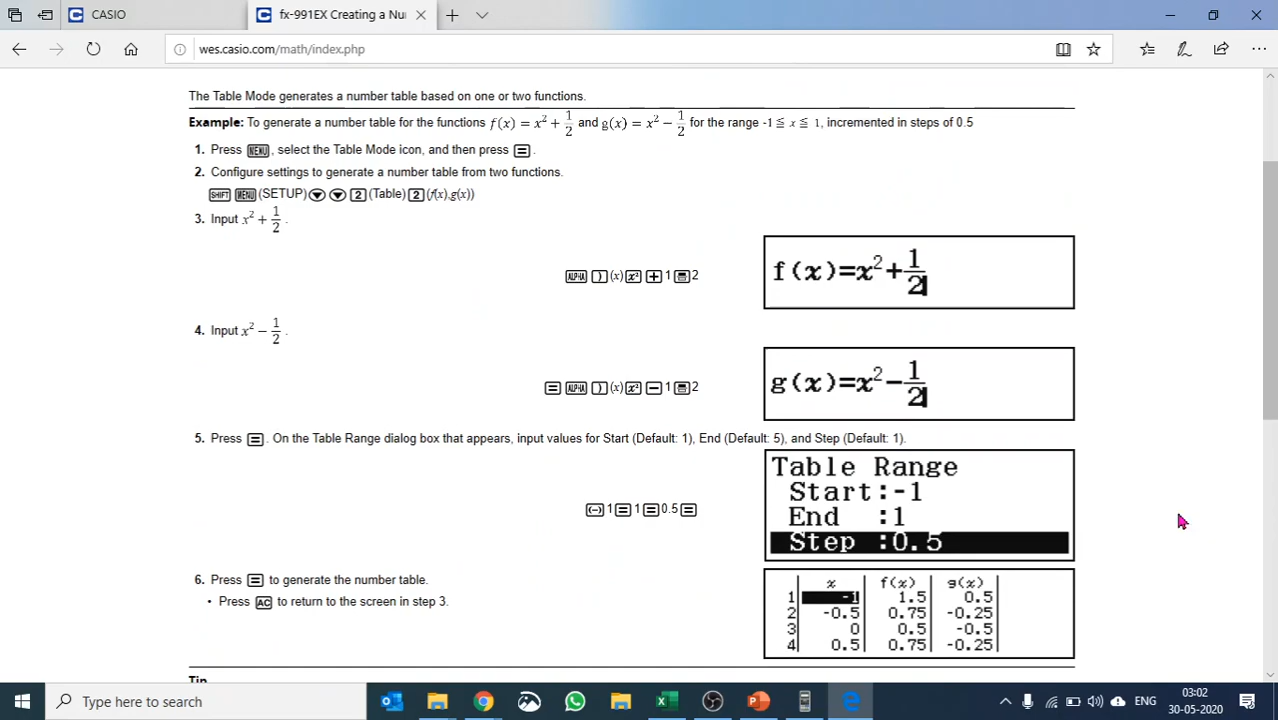 CASIO
fx-991EX Creating a Nu
wes.casio.com/math/index.php
The Table Mode generates a number table based on one or two functions.
Example: To generate a number table for the functions f(x) = x² + 1/2 and g(x) = x² − 1/2 for the range -1 ≦ x ≦ 1, incremented in steps of 0.5
1. Press MENU, select the Table Mode icon, and then press = .
2. Configure settings to generate a number table from two functions.
SHIFT MENU (SETUP) ▼ ▼ 2 (Table) 2 (f(x),g(x))
3. Input x² + 1/2 .
ALPHA ) (x) x² + 1 2
f(x)=x²+1/2
4. Input x² − 1/2 .
= ALPHA ) (x) x² − 1 2
g(x)=x²−1/2
5. Press = . On the Table Range dialog box that appears, input values for Start (Default: 1), End (Default: 5), and Step (Default: 1).
(−) 1 = 1 = 0.5 =
Table Range
Start:-1
End :1
Step :0.5
6. Press = to generate the number table.
• Press AC to return to the screen in step 3.
x f(x) g(x)
1 -1 1.5 0.5
2 -0.5 0.75 -0.25
3 0 0.5 -0.5
4 0.5 0.75 -0.25
Tip
Type here to search
ENG
03:02
30-05-2020